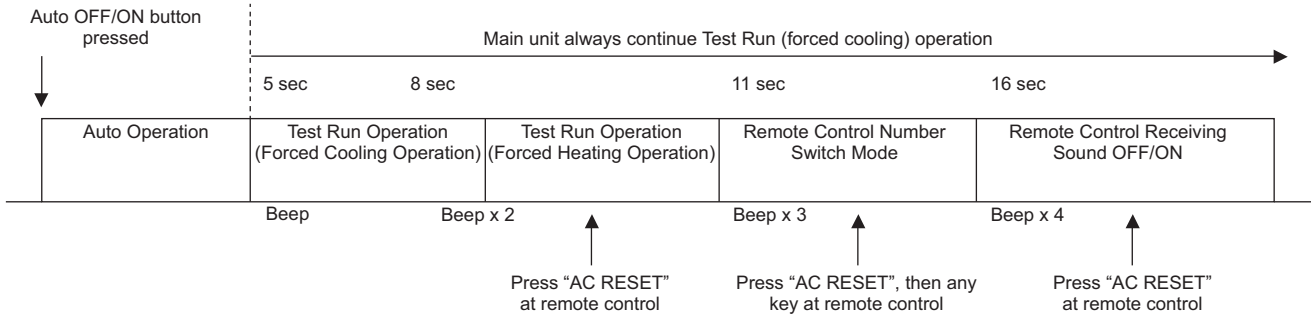 Auto OFF/ON button
pressed
Main unit always continue Test Run (forced cooling) operation
5 sec
8 sec
11 sec
16 sec
Auto Operation
Test Run Operation
(Forced Cooling Operation)
Test Run Operation
(Forced Heating Operation)
Remote Control Number
Switch Mode
Remote Control Receiving
Sound OFF/ON
Beep
Beep x 2
Beep x 3
Beep x 4
Press “AC RESET”
at remote control
Press “AC RESET”, then any
key at remote control
Press “AC RESET”
at remote control